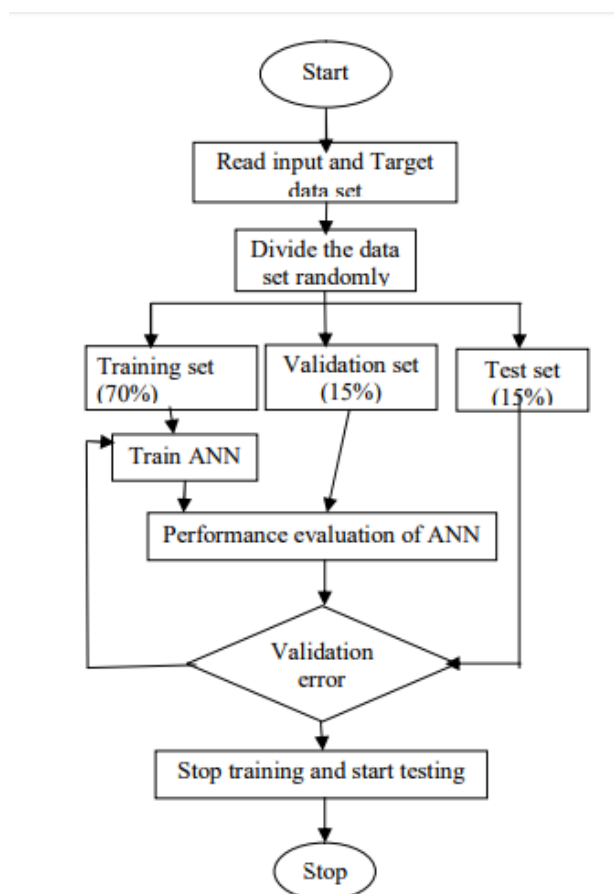 Start
Read input and Target
data set
Divide the data
set randomly
Training set
(70%)
Validation set
(15%)
Test set
(15%)
Train ANN
Performance evaluation of ANN
Validation
error
Stop training and start testing
Stop